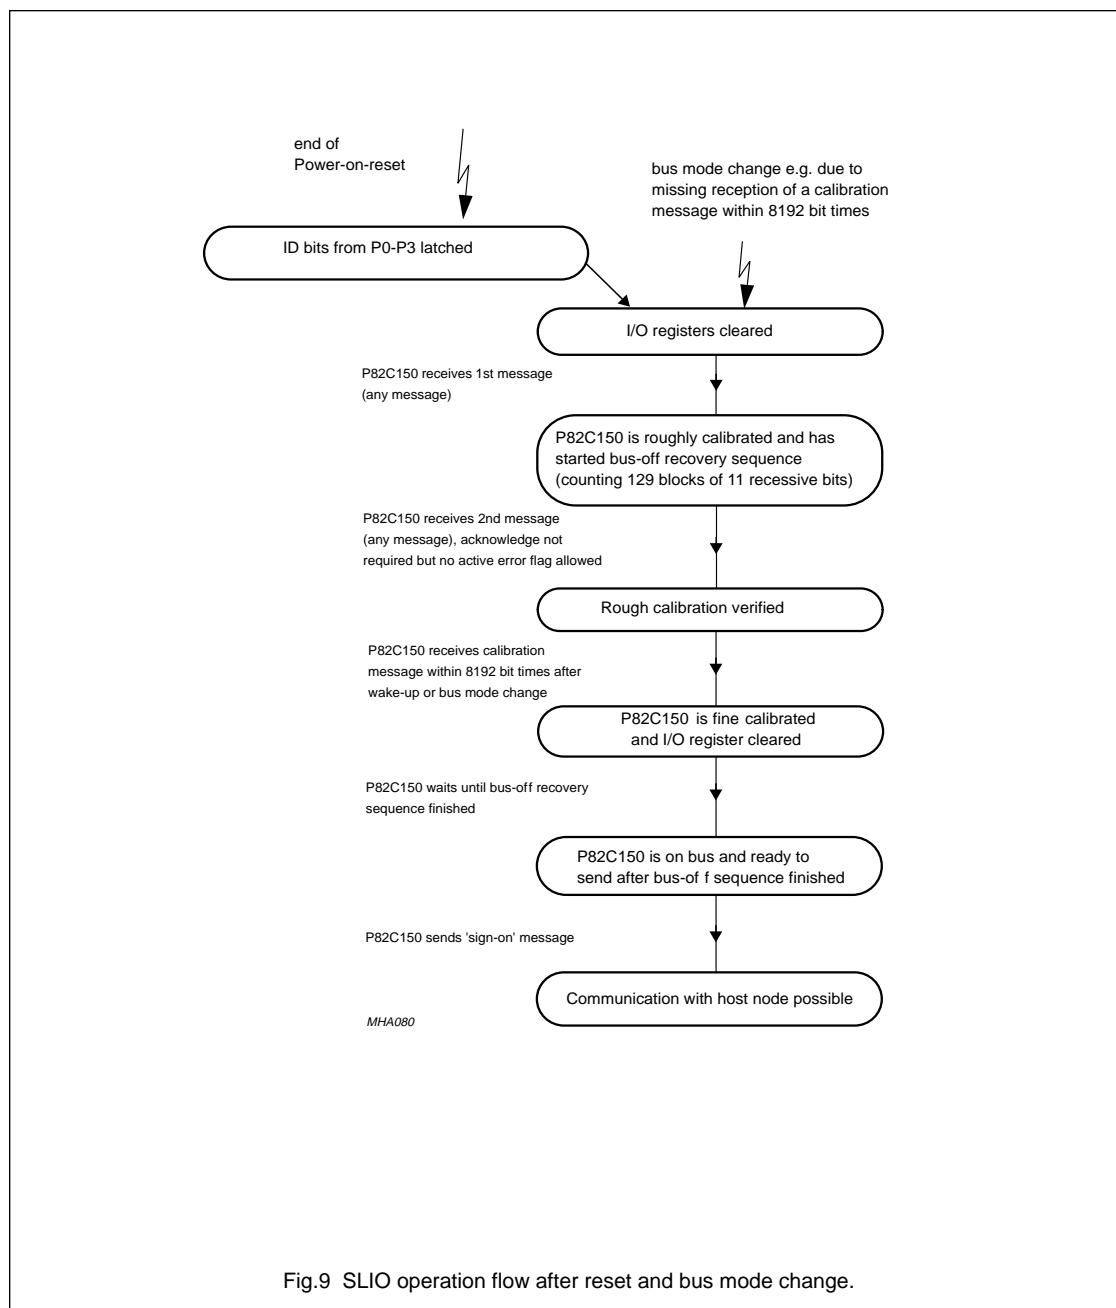 end of
Power-on-reset
bus mode change e.g. due to
missing reception of a calibration
message within 8192 bit times
ID bits from P0-P3 latched
I/O registers cleared
P82C150 receives 1st message
(any message)
P82C150 is roughly calibrated and has
started bus-off recovery sequence
(counting 129 blocks of 11 recessive bits)
P82C150 receives 2nd message
(any message), acknowledge not
required but no active error flag allowed
Rough calibration verified
P82C150 receives calibration
message within 8192 bit times after
wake-up or bus mode change
P82C150 is fine calibrated
and I/O register cleared
P82C150 waits until bus-off recovery
sequence finished
P82C150 is on bus and ready to
send after bus-of f sequence finished
P82C150 sends 'sign-on' message
Communication with host node possible
MHA080
Fig.9 SLIO operation flow after reset and bus mode change.